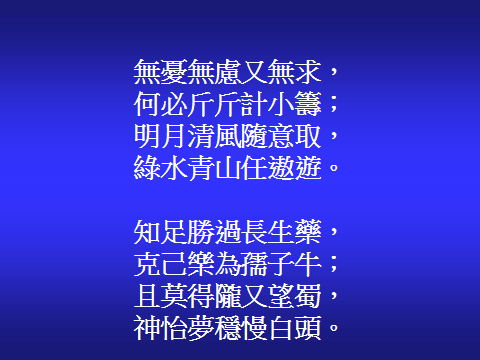 無憂無慮又無求，
何必斤斤計小籌；
明月清風隨意取，
綠水青山任遨遊。
知足勝過長生藥，
克己樂為孺子牛；
且莫得隴又望蜀，
神怡夢穩慢白頭。